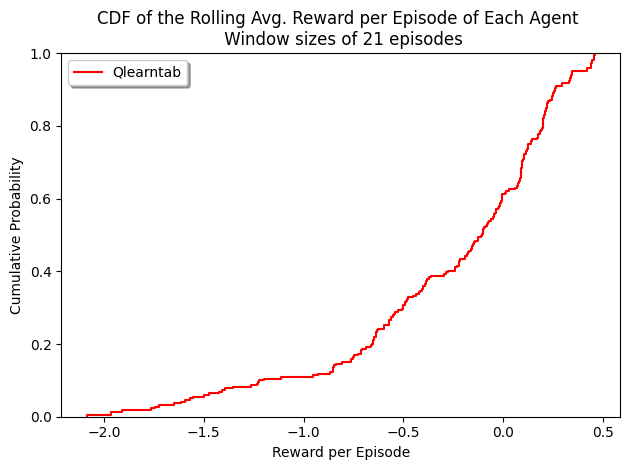 CDF of the Rolling Avg. Reward per Episode of Each Agent
Window sizes of 21 episodes
Qlearntab
1.0
0.8
0.6
0.4
0.2
0.0
Cumulative Probability
−2.0 −1.5 −1.0 −0.5 0.0 0.5
Reward per Episode